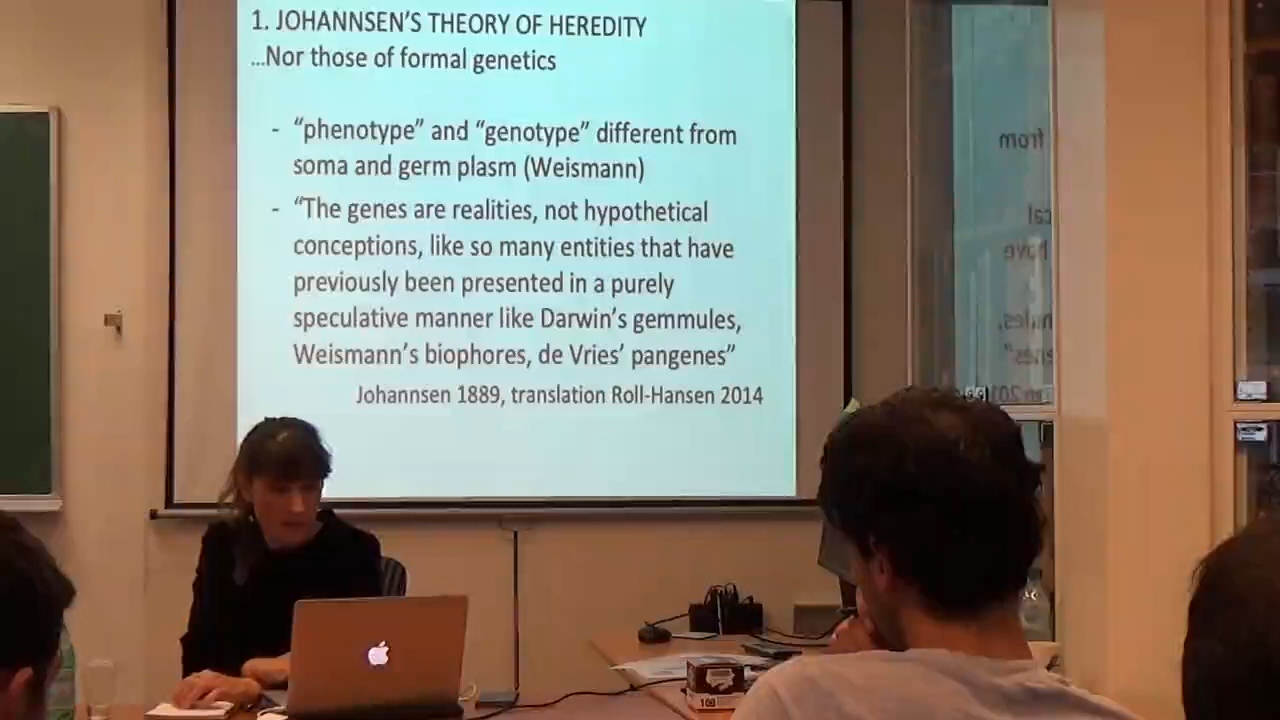 1. JOHANNSEN’S THEORY OF HEREDITY
…Nor those of formal genetics
- “phenotype” and “genotype” different from
soma and germ plasm (Weismann)
- “The genes are realities, not hypothetical
conceptions, like so many entities that have
previously been presented in a purely
speculative manner like Darwin’s gemmules,
Weismann’s biophores, de Vries’ pangenes”
Johannsen 1889, translation Roll-Hansen 2014
from
have